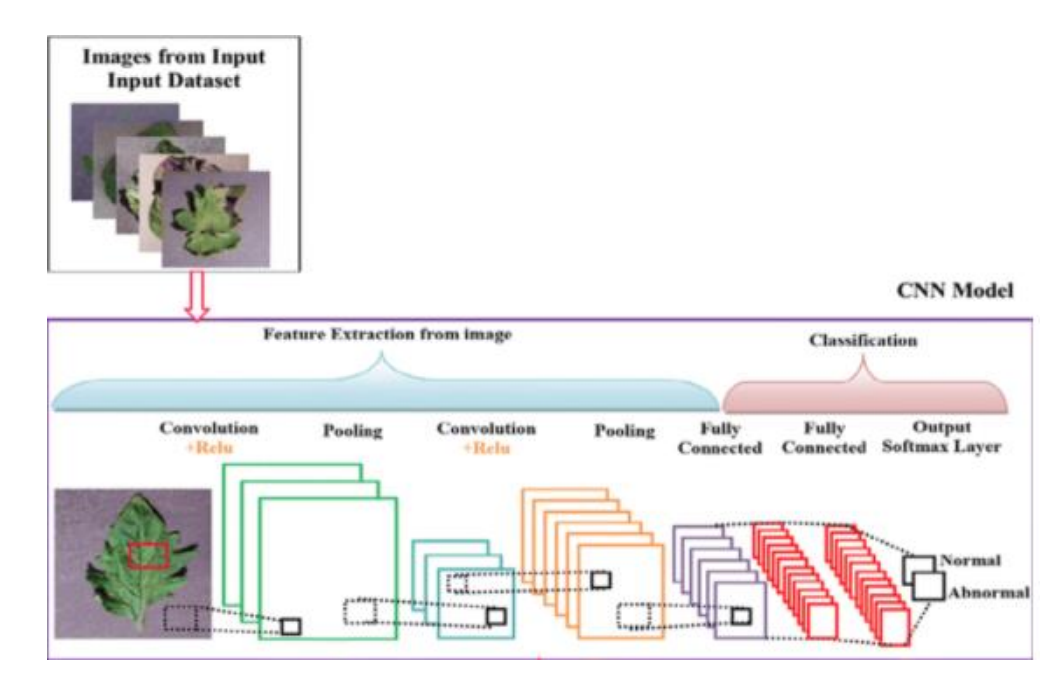 Images from Input
Input Dataset
CNN Model
Feature Extraction from image
Classification
Convolution
+Relu
Pooling
Convolution
+Relu
Pooling
Fully
Connected
Fully
Connected
Output
Softmax Layer
Normal
Abnormal